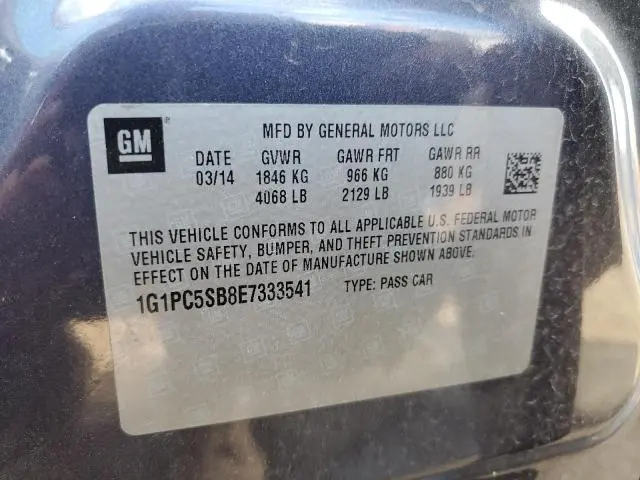 GM ® MFD BY GENERAL MOTORS LLC
DATE GVWR GAWR FRT GAWR RR
03/14 1846 KG 966 KG 880 KG
4068 LB 2129 LB 1939 LB
THIS VEHICLE CONFORMS TO ALL APPLICABLE U.S. FEDERAL MOTOR
VEHICLE SAFETY, BUMPER, AND THEFT PREVENTION STANDARDS IN
EFFECT ON THE DATE OF MANUFACTURE SHOWN ABOVE.
1G1PC5SB8E7333541 TYPE: PASS CAR